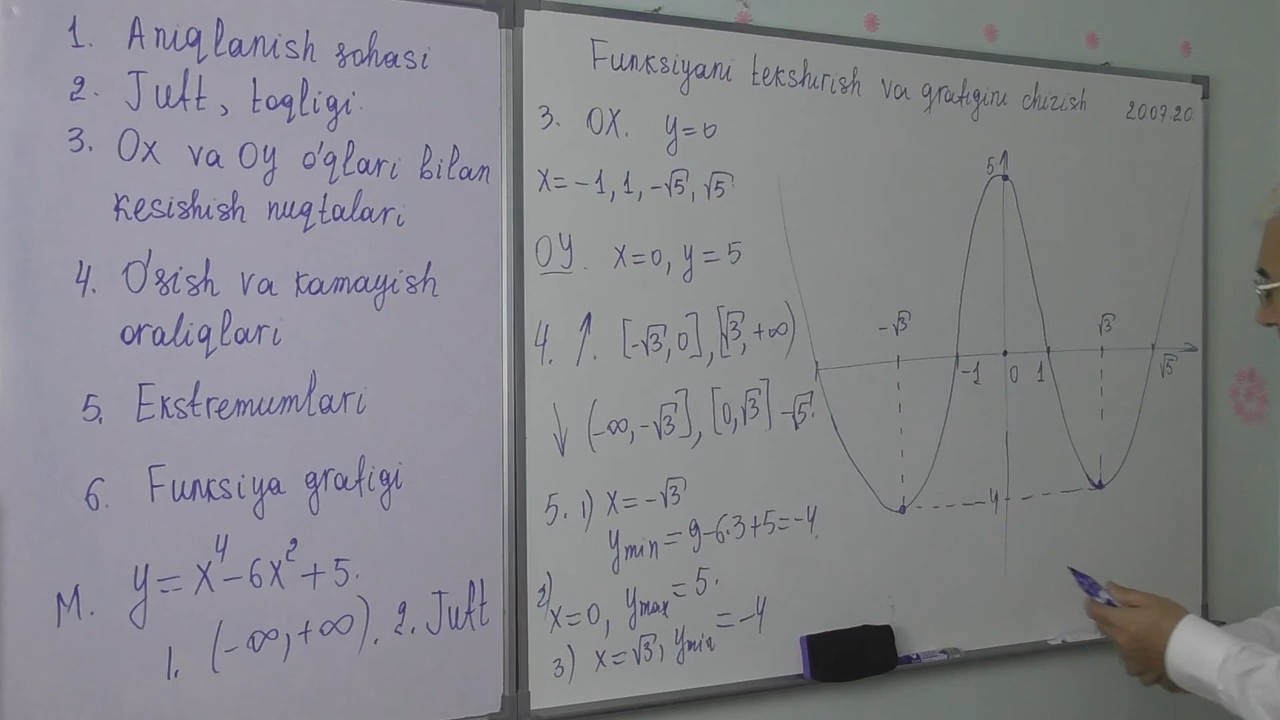 1. Aniqlanish sohasi
2. Juft, toqligi.
3. Ox va Oy o'qlari bilan
kesishish nuqtalari
4. O'sish va kamayish
oraliqlari
5. Ekstremumlari
6. Funksiya grafigi
M. y = x⁴ - 6x² + 5.
1. (-∞, +∞). 2. Juft
Funksiyani tekshirish va grafigini chizish 2007.20
3. OX. y = 0
x = -1, 1, -√5, √5.
OY. x = 0, y = 5
4. ↑. [-√3, 0], [√3, +∞)
↓ (-∞, -√3], [0, √3] -√5.
5. 1) x = -√3
y min = 9 - 6·3 + 5 = -4.
2) x = 0, y max = 5.
3) x = √3, y min = -4
5
-√3 √3
-1 0 1 √5
-4